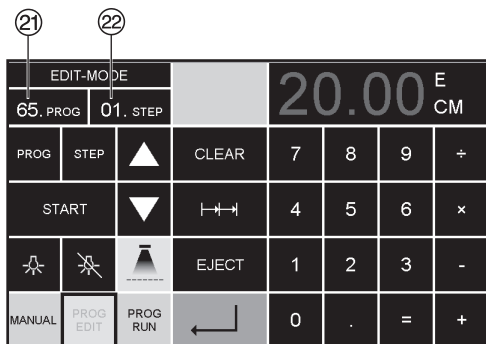 21 22
EDIT-MODE
65. PROG 01. STEP 20.00 E CM
PROG STEP CLEAR 7 8 9 ÷
START 4 5 6 ×
EJECT 1 2 3 -
MANUAL PROG EDIT PROG RUN 0 . = +